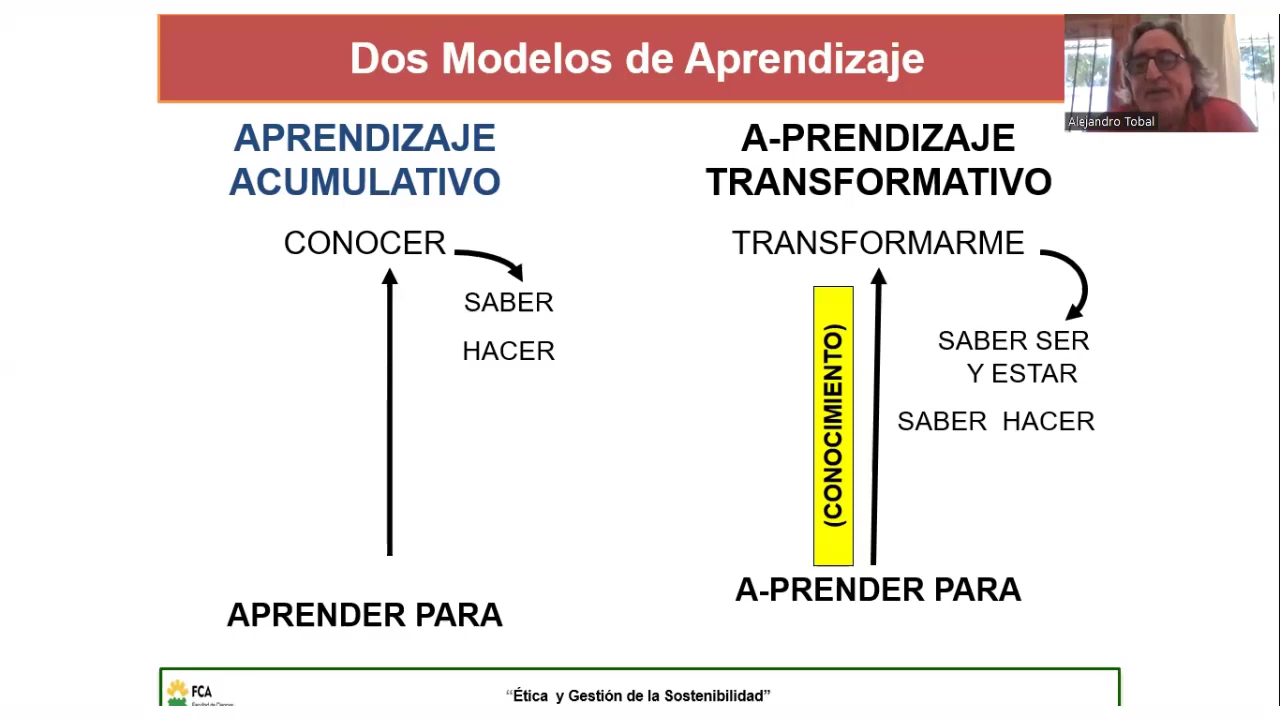 Dos Modelos de Aprendizaje
Alejandro Tobal
APRENDIZAJE
ACUMULATIVO
CONOCER
SABER
HACER
APRENDER PARA
A-PRENDIZAJE
TRANSFORMATIVO
TRANSFORMARME
(CONOCIMIENTO)
SABER SER
Y ESTAR
SABER HACER
A-PRENDER PARA
FCA
“Ética y Gestión de la Sostenibilidad”